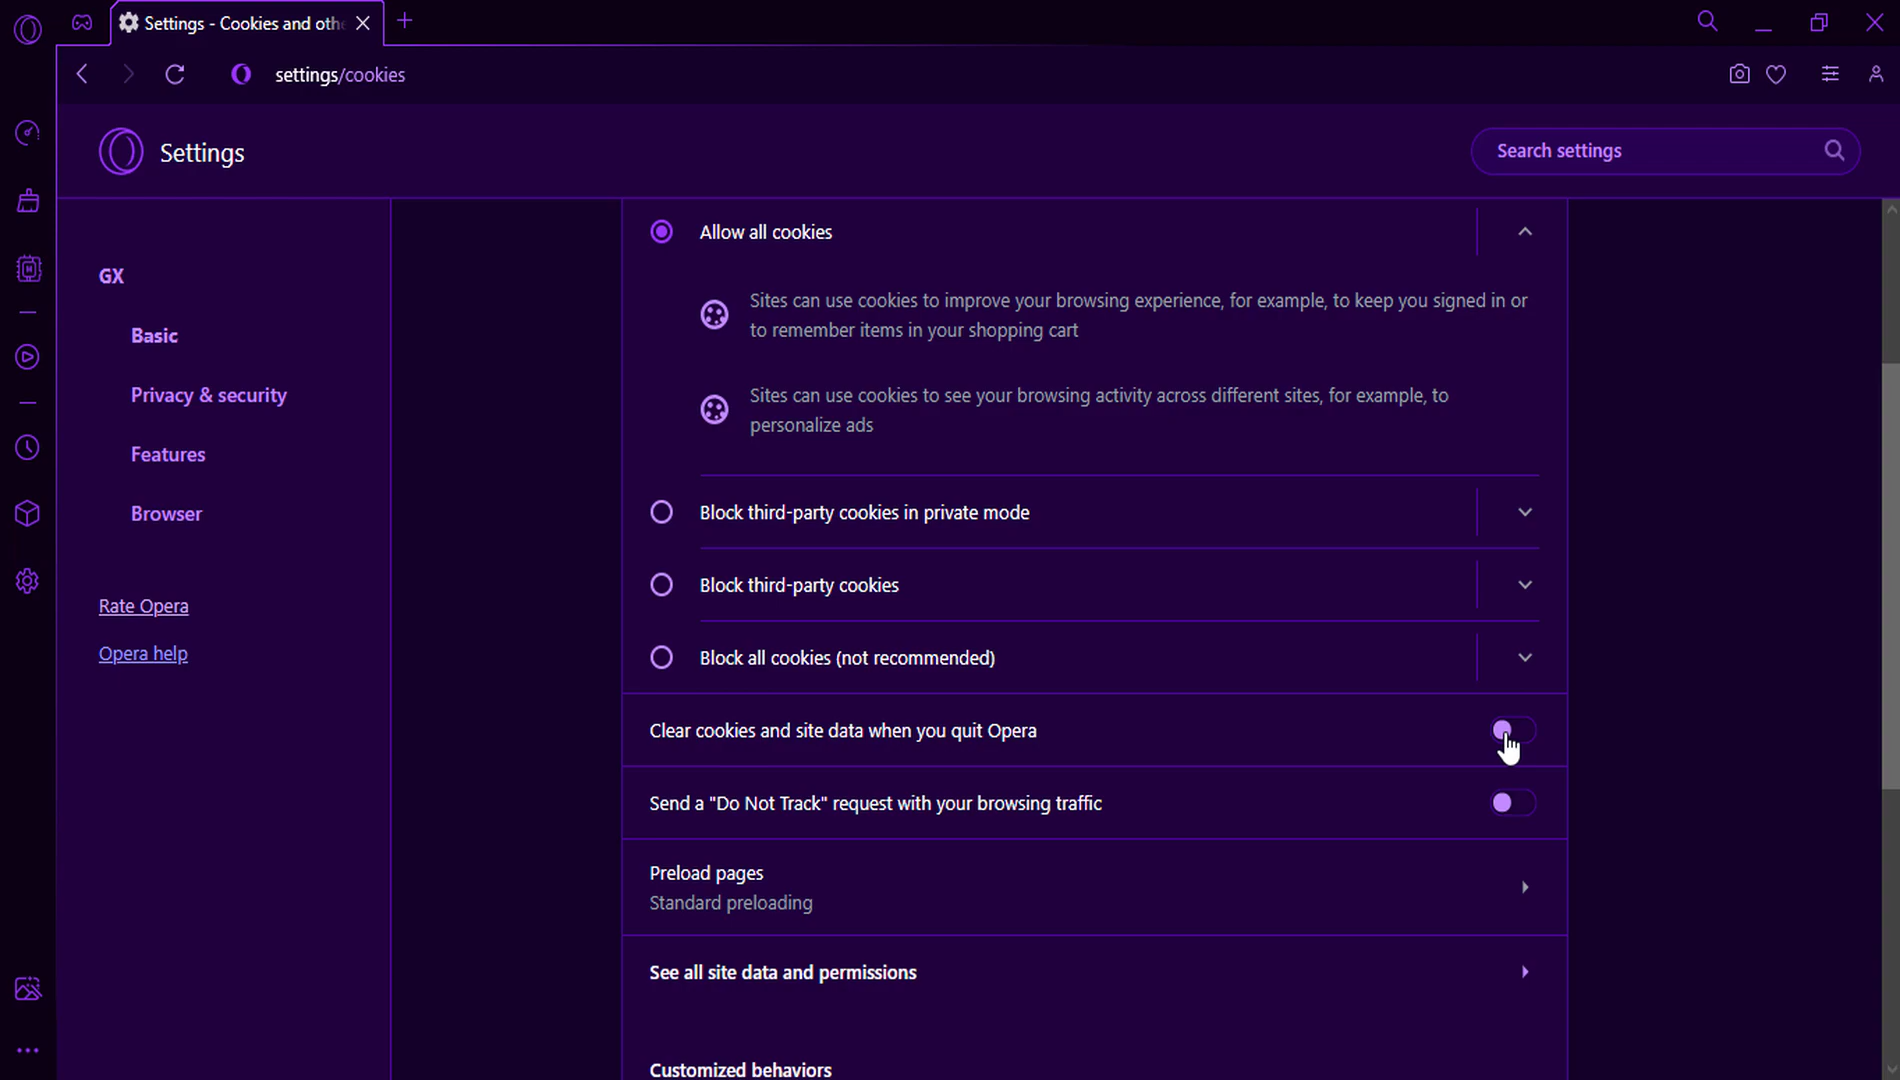 Settings - Cookies and oth
settings/cookies
Settings
Search settings
GX
Basic
Privacy & security
Features
Browser
Rate Opera
Opera help
Allow all cookies
Sites can use cookies to improve your browsing experience, for example, to keep you signed in or
to remember items in your shopping cart
Sites can use cookies to see your browsing activity across different sites, for example, to
personalize ads
Block third-party cookies in private mode
Block third-party cookies
Block all cookies (not recommended)
Clear cookies and site data when you quit Opera
Send a "Do Not Track" request with your browsing traffic
Preload pages
Standard preloading
See all site data and permissions
Customized behaviors